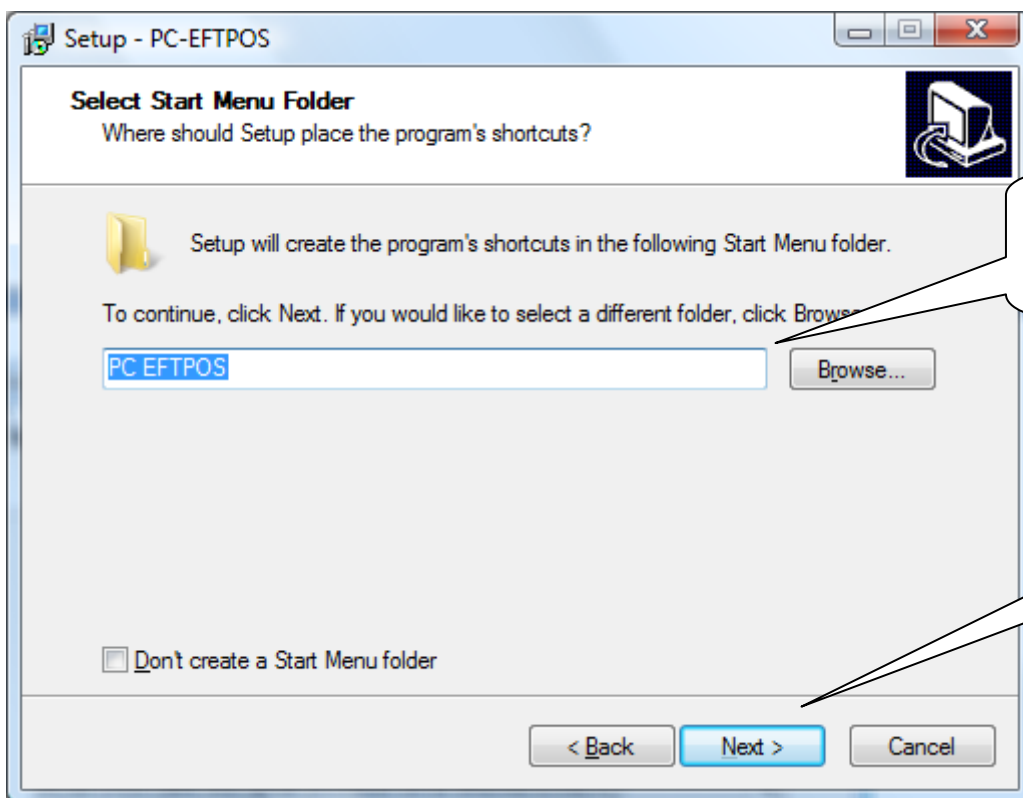 Setup - PC-EFTPOS
Select Start Menu Folder
Where should Setup place the program's shortcuts?
Setup will create the program's shortcuts in the following Start Menu folder.
To continue, click Next. If you would like to select a different folder, click Browse
PC EFTPOS
Browse...
Don't create a Start Menu folder
< Back
Next >
Cancel